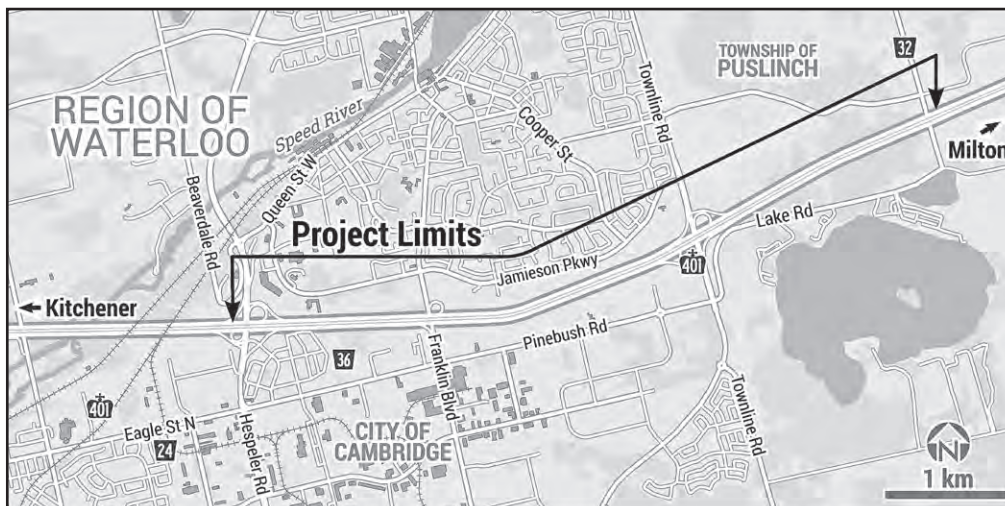 REGION OF
WATERLOO
Speed River
Beaverdale Rd
Queen St W
Cooper St
Townline Rd
TOWNSHIP OF
PUSLINCH
32
Milton
Project Limits
Kitchener
Jamieson Pkwy
401
Lake Rd
Pinebush Rd
36
Franklin Blvd
401
Eagle St N
24
Hespeler Rd
CITY OF
CAMBRIDGE
Townline Rd
N
1 km